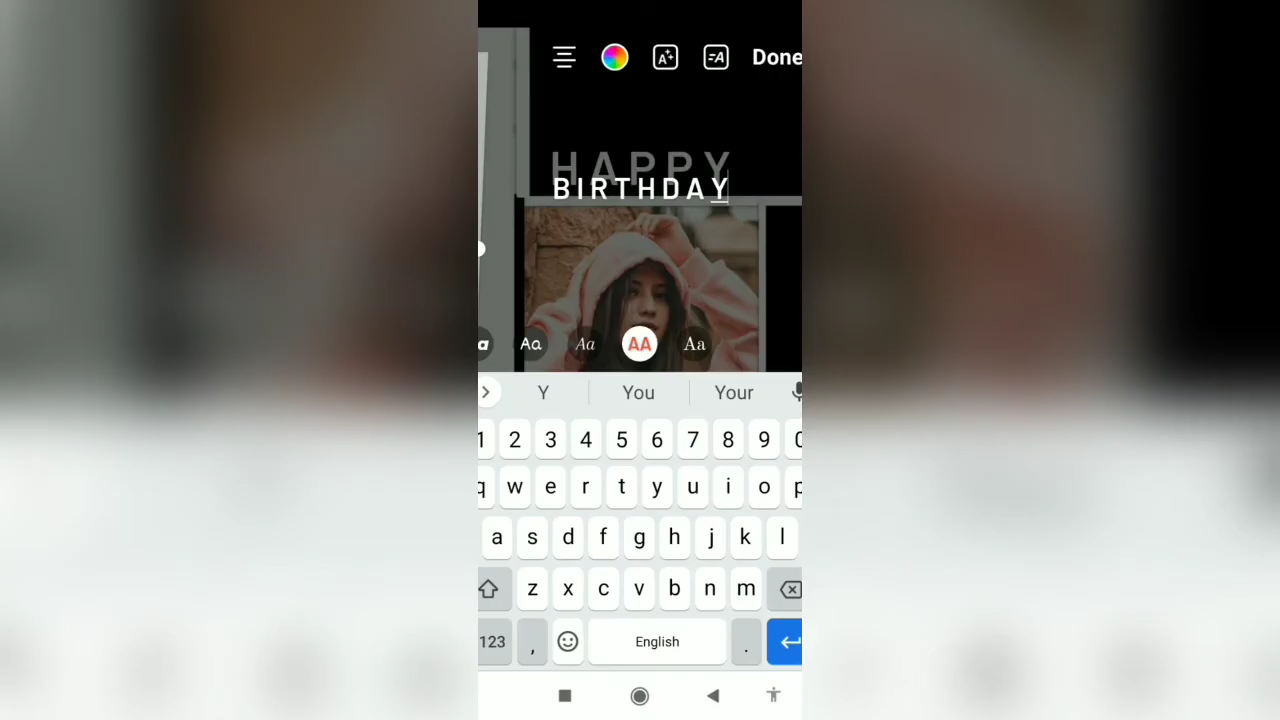 Done
HAPPY
BIRTHDAY
a Aa Aa AA Aa
Y You Your
1 2 3 4 5 6 7 8 9 0
q w e r t y u i o p
a s d f g h j k l
z x c v b n m
123 , English .